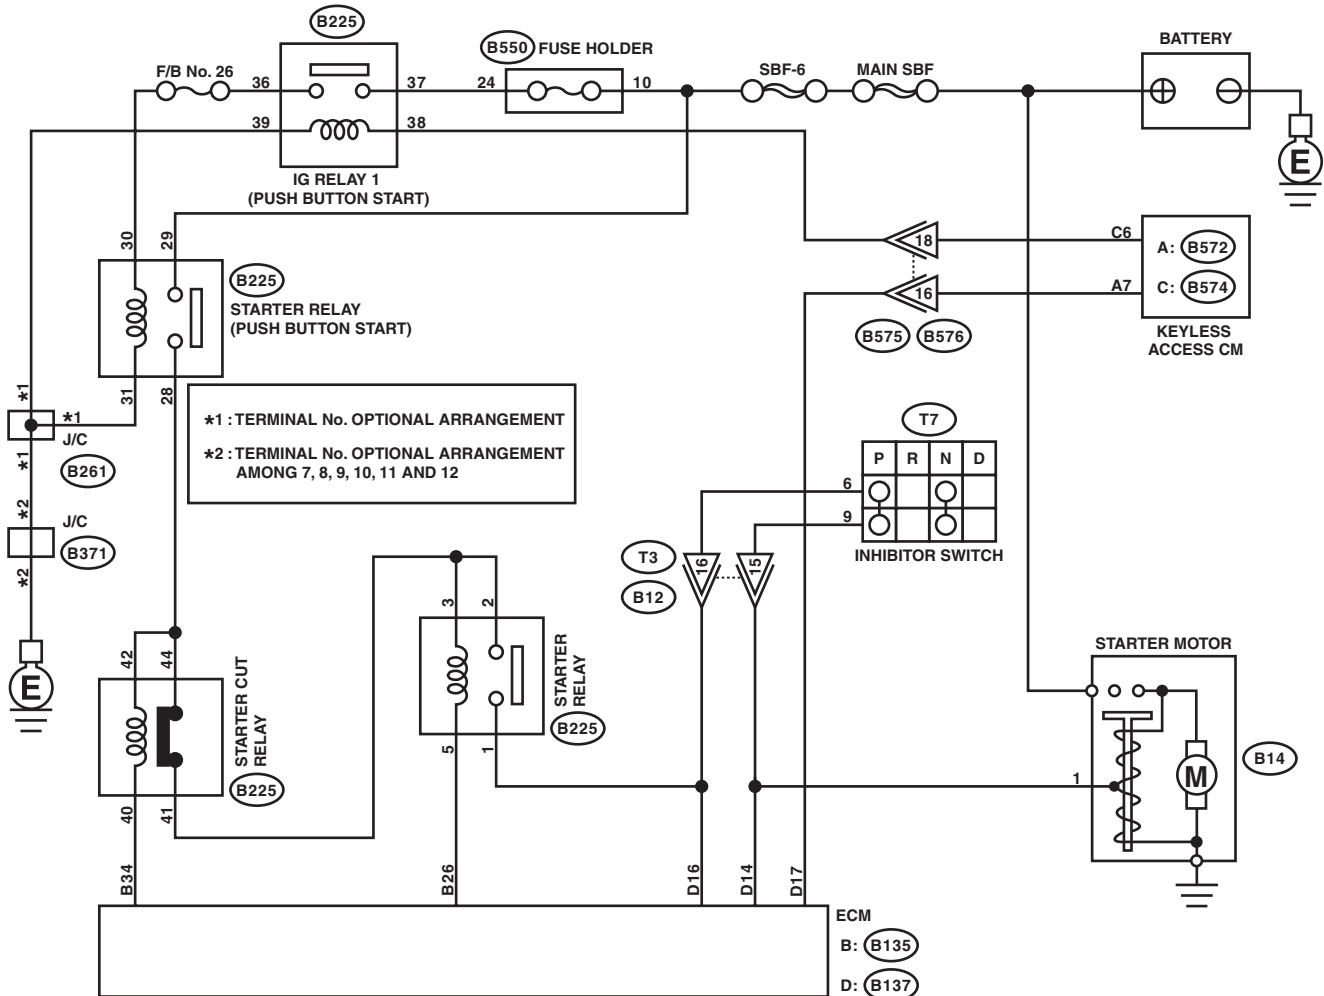 B225
B550 FUSE HOLDER
BATTERY
F/B No. 26
36
37
24
10
SBF-6
MAIN SBF
39
38
E
IG RELAY 1
(PUSH BUTTON START)
30
29
18
C6
A: B572
B225
STARTER RELAY
(PUSH BUTTON START)
16
A7
C: B574
B575
B576
KEYLESS
ACCESS CM
31
28
*1
*1
J/C
*1
B261
*1 : TERMINAL No. OPTIONAL ARRANGEMENT
*2 : TERMINAL No. OPTIONAL ARRANGEMENT
AMONG 7, 8, 9, 10, 11 AND 12
T7
P R N D
6
9
INHIBITOR SWITCH
*2
J/C
B371
*2
T3
B12
16
15
3
2
STARTER
RELAY
B225
5
1
E
42
44
STARTER CUT
RELAY
B225
40
41
STARTER MOTOR
1
M
B14
B34
B26
D16
D14
D17
ECM
B: B135
D: B137